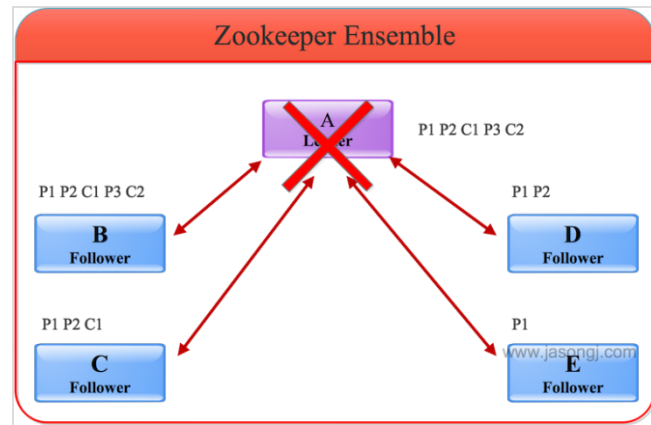 Zookeeper Ensemble
A
Leader
P1 P2 C1 P3 C2
P1 P2 C1 P3 C2
B
Follower
P1 P2
D
Follower
P1 P2 C1
C
Follower
P1
www.jasongj.com
E
Follower